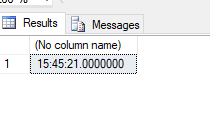 Results Messages
(No column name)
1 15:45:21.0000000